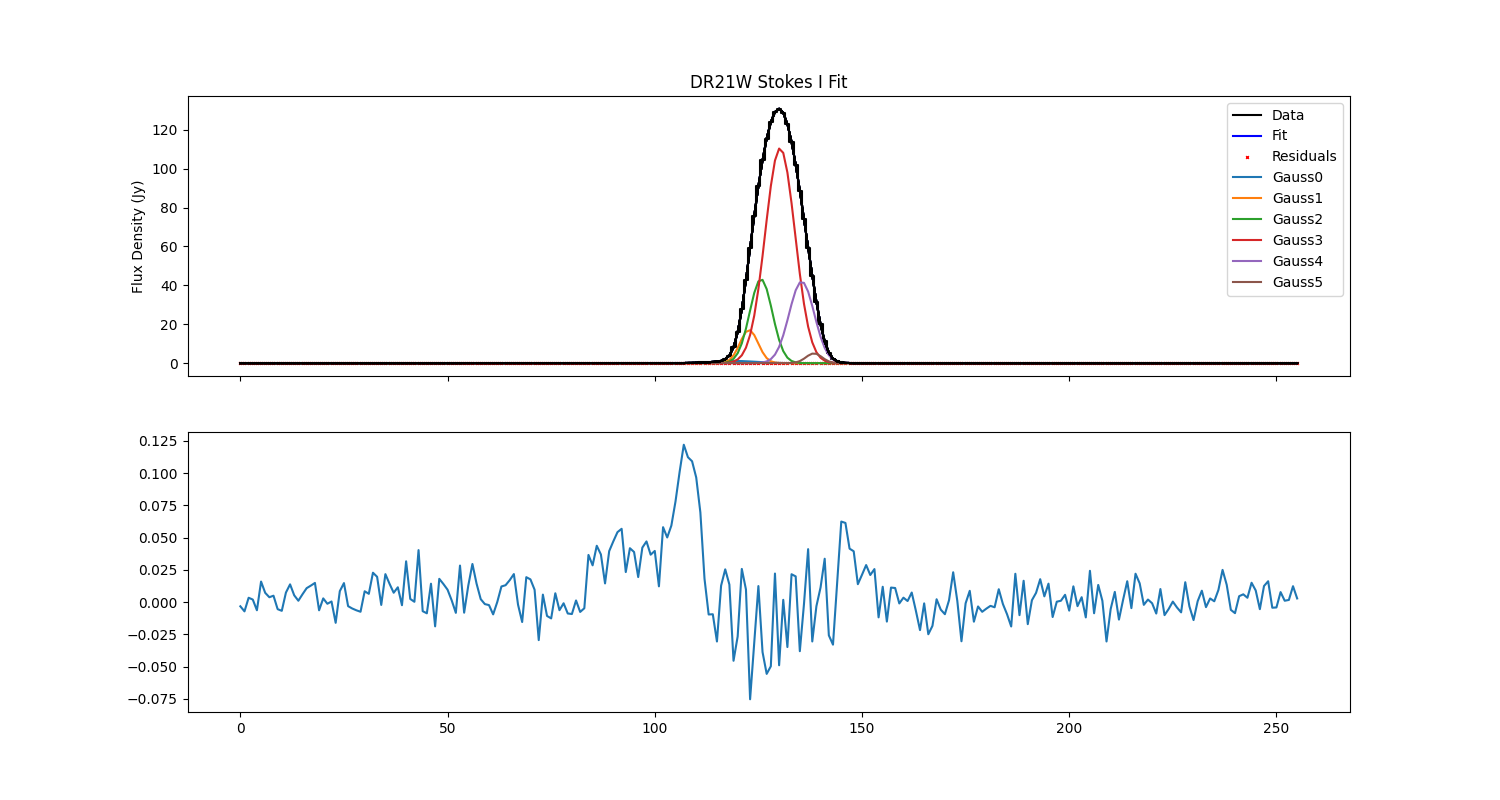 DR21W Stokes I Fit
Flux Density (Jy)
120
100
80
60
40
20
0
Data
Fit
Residuals
Gauss0
Gauss1
Gauss2
Gauss3
Gauss4
Gauss5
0.125
0.100
0.075
0.050
0.025
0.000
−0.025
−0.050
−0.075
0 50 100 150 200 250